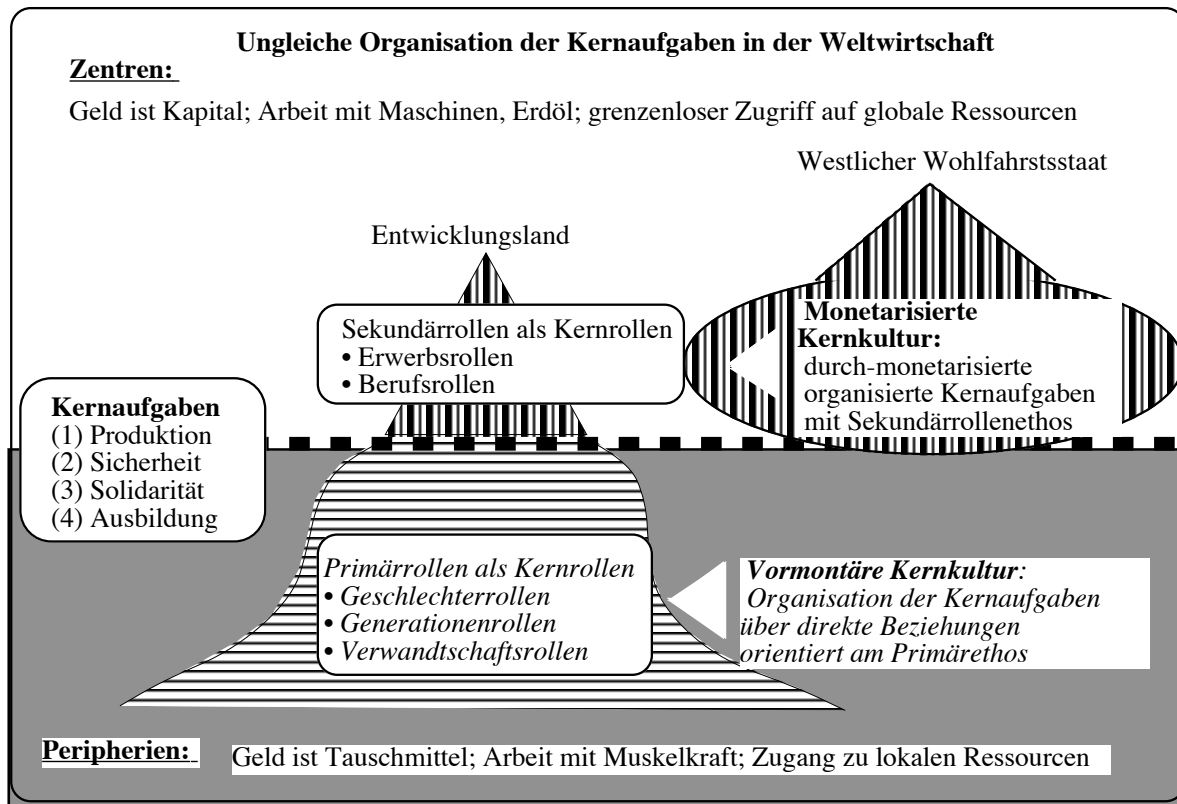 Ungleiche Organisation der Kernaufgaben in der Weltwirtschaft
Zentren:
Geld ist Kapital; Arbeit mit Maschinen, Erdöl; grenzenloser Zugriff auf globale Ressourcen
Westlicher Wohlfahrstsstaat
Entwicklungsland
Sekundärrollen als Kernrollen
• Erwerbsrollen
• Berufsrollen
Monetarisierte
Kernkultur:
durch-monetarisierte
organisierte Kernaufgaben
mit Sekundärrollenethos
Kernaufgaben
(1) Produktion
(2) Sicherheit
(3) Solidarität
(4) Ausbildung
Primärrollen als Kernrollen
• Geschlechterrollen
• Generationenrollen
• Verwandtschaftsrollen
Vormontäre Kernkultur:
Organisation der Kernaufgaben
über direkte Beziehungen
orientiert am Primärethos
Peripherien:
Geld ist Tauschmittel; Arbeit mit Muskelkraft; Zugang zu lokalen Ressourcen